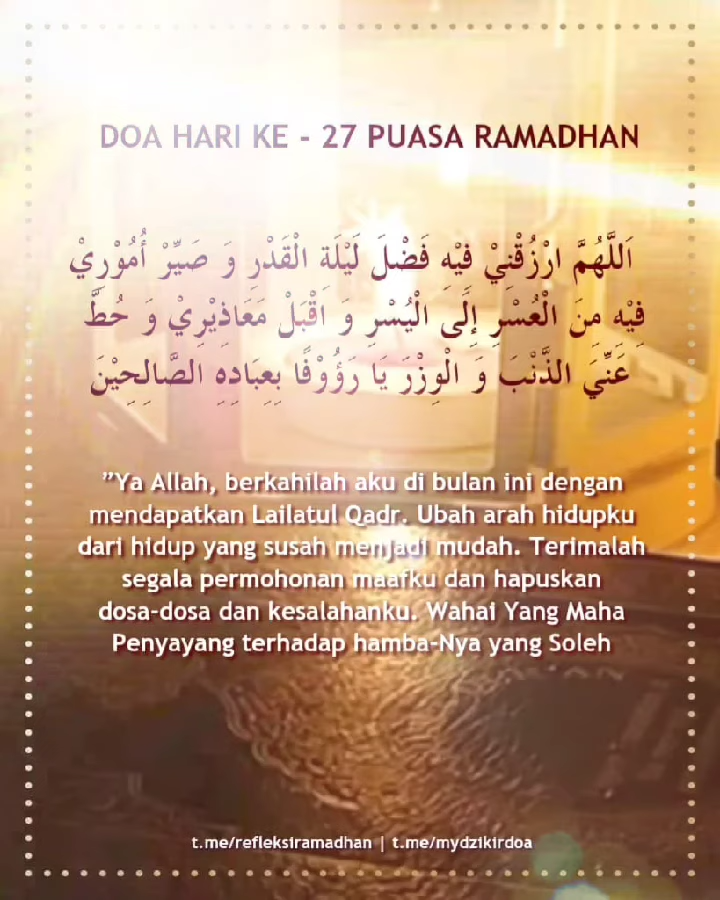 DOA HARI KE - 27 PUASA RAMADHAN
اَللَّهُمَّ ارْزُقْنِيْ فِيْهِ فَضْلَ لَيْلَةِ الْقَدْرِ وَ صَيِّرْ أُمُوْرِيْ
فِيْهِ مِنَ الْعُسْرِ إِلَى الْيُسْرِ وَ اقْبَلْ مَعَاذِيْرِيْ وَ حُطَّ
عَنِّيَ الذَّنْبَ وَ الْوِزْرَ يَا رَؤُوْفًا بِعِبَادِهِ الصَّالِحِيْنَ
”Ya Allah, berkahilah aku di bulan ini dengan
mendapatkan Lailatul Qadr. Ubah arah hidupku
dari hidup yang susah menjadi mudah. Terimalah
segala permohonan maafku dan hapuskan
dosa-dosa dan kesalahanku. Wahai Yang Maha
Penyayang terhadap hamba-Nya yang Soleh
t.me/refleksiramadhan | t.me/mydzikirdoa